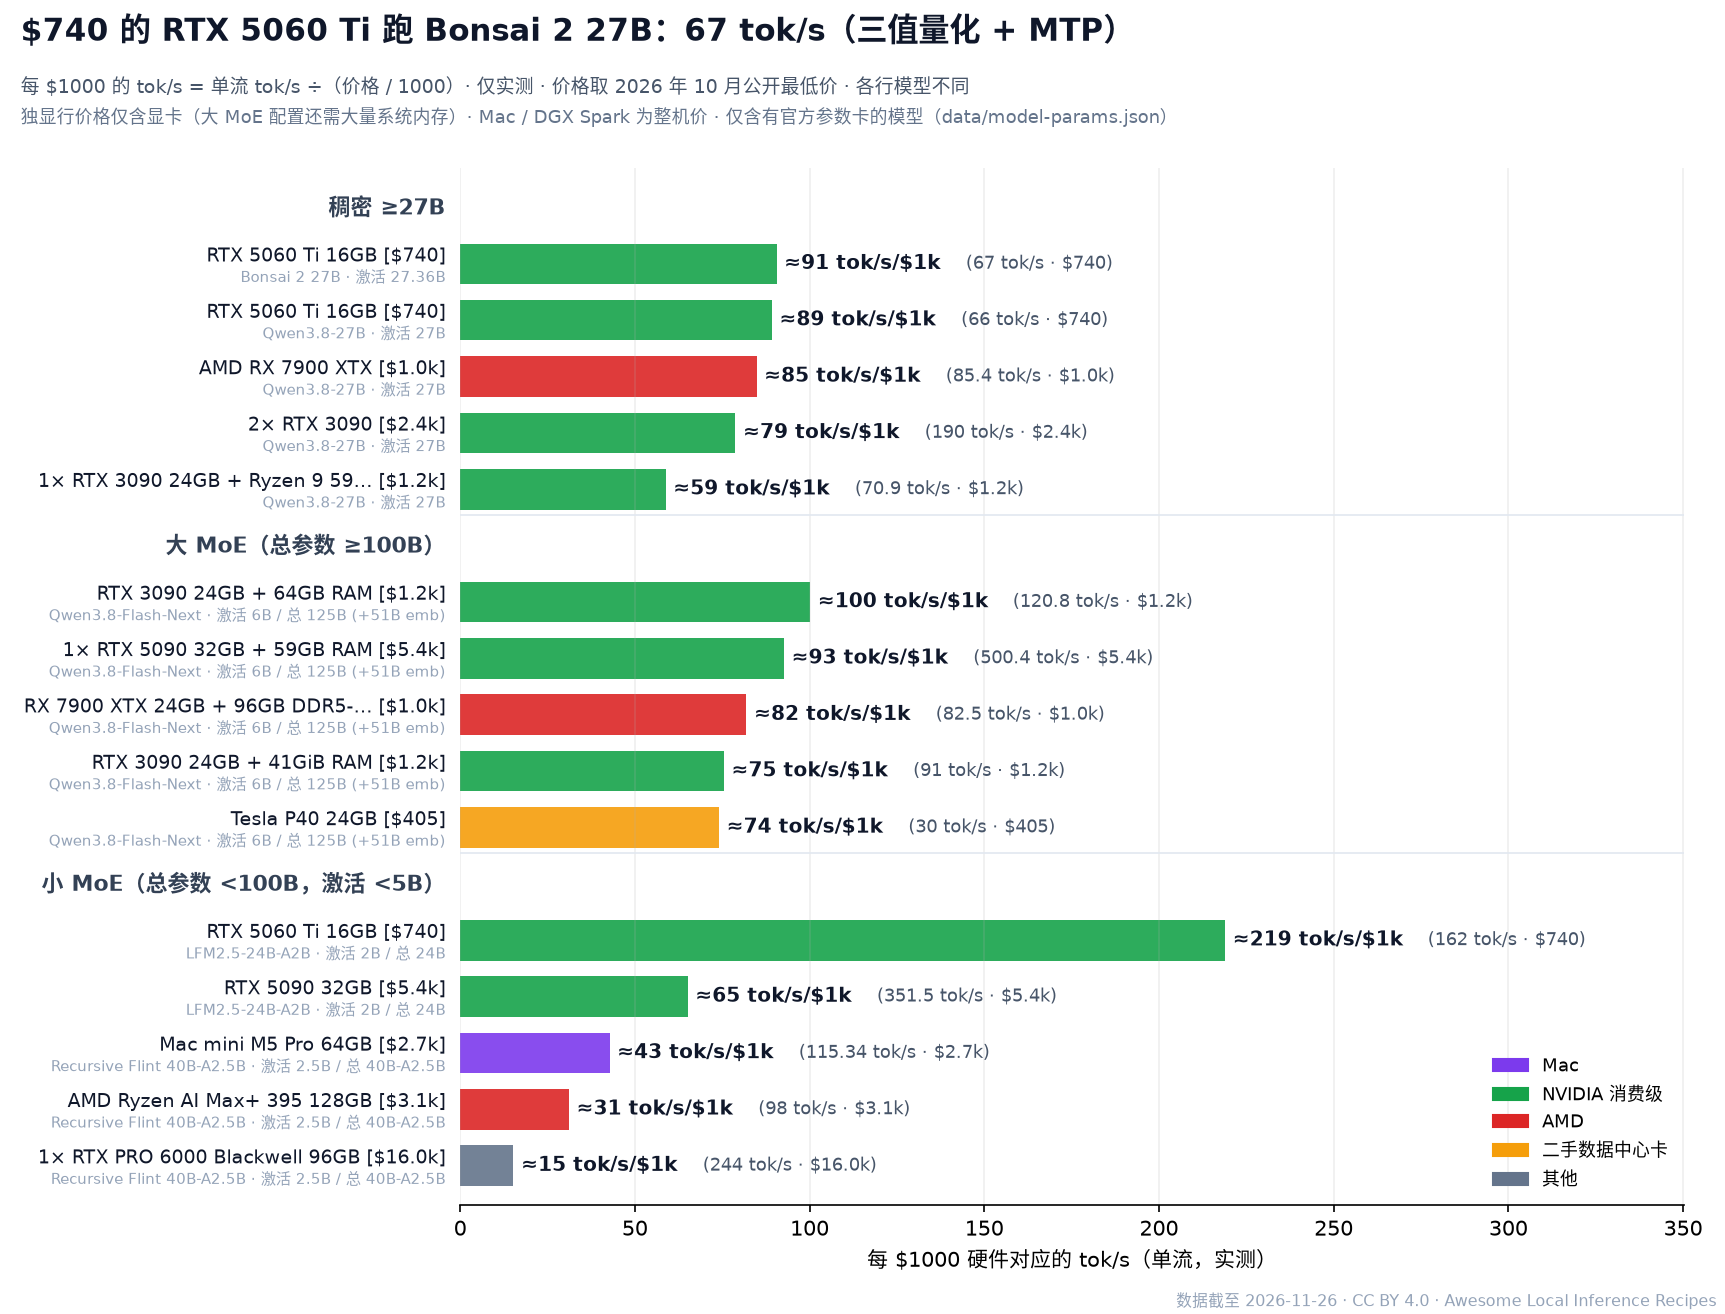 $740 的 RTX 5060 Ti 跑 Bonsai 2 27B：67 tok/s（三值量化 + MTP）
每 $1000 的 tok/s = 单流 tok/s ÷（价格 / 1000）· 仅实测 · 价格取 2026 年 10 月公开最低价 · 各行模型不同
独显行价格仅含显卡（大 MoE 配置还需大量系统内存）· Mac / DGX Spark 为整机价 · 仅含有官方参数卡的模型（data/model-params.json）
稠密 ≥27B
RTX 5060 Ti 16GB [$740]
Bonsai 2 27B · 激活 27.36B
≈91 tok/s/$1k (67 tok/s · $740)
RTX 5060 Ti 16GB [$740]
Qwen3.8-27B · 激活 27B
≈89 tok/s/$1k (66 tok/s · $740)
AMD RX 7900 XTX [$1.0k]
Qwen3.8-27B · 激活 27B
≈85 tok/s/$1k (85.4 tok/s · $1.0k)
2× RTX 3090 [$2.4k]
Qwen3.8-27B · 激活 27B
≈79 tok/s/$1k (190 tok/s · $2.4k)
1× RTX 3090 24GB + Ryzen 9 59… [$1.2k]
Qwen3.8-27B · 激活 27B
≈59 tok/s/$1k (70.9 tok/s · $1.2k)
大 MoE（总参数 ≥100B）
RTX 3090 24GB + 64GB RAM [$1.2k]
Qwen3.8-Flash-Next · 激活 6B / 总 125B (+51B emb)
≈100 tok/s/$1k (120.8 tok/s · $1.2k)
1× RTX 5090 32GB + 59GB RAM [$5.4k]
Qwen3.8-Flash-Next · 激活 6B / 总 125B (+51B emb)
≈93 tok/s/$1k (500.4 tok/s · $5.4k)
RX 7900 XTX 24GB + 96GB DDR5-… [$1.0k]
Qwen3.8-Flash-Next · 激活 6B / 总 125B (+51B emb)
≈82 tok/s/$1k (82.5 tok/s · $1.0k)
RTX 3090 24GB + 41GiB RAM [$1.2k]
Qwen3.8-Flash-Next · 激活 6B / 总 125B (+51B emb)
≈75 tok/s/$1k (91 tok/s · $1.2k)
Tesla P40 24GB [$405]
Qwen3.8-Flash-Next · 激活 6B / 总 125B (+51B emb)
≈74 tok/s/$1k (30 tok/s · $405)
小 MoE（总参数 <100B，激活 <5B）
RTX 5060 Ti 16GB [$740]
LFM2.5-24B-A2B · 激活 2B / 总 24B
≈219 tok/s/$1k (162 tok/s · $740)
RTX 5090 32GB [$5.4k]
LFM2.5-24B-A2B · 激活 2B / 总 24B
≈65 tok/s/$1k (351.5 tok/s · $5.4k)
Mac mini M5 Pro 64GB [$2.7k]
Recursive Flint 40B-A2.5B · 激活 2.5B / 总 40B-A2.5B
≈43 tok/s/$1k (115.34 tok/s · $2.7k)
AMD Ryzen AI Max+ 395 128GB [$3.1k]
Recursive Flint 40B-A2.5B · 激活 2.5B / 总 40B-A2.5B
≈31 tok/s/$1k (98 tok/s · $3.1k)
1× RTX PRO 6000 Blackwell 96GB [$16.0k]
Recursive Flint 40B-A2.5B · 激活 2.5B / 总 40B-A2.5B
≈15 tok/s/$1k (244 tok/s · $16.0k)
Mac
NVIDIA 消费级
AMD
二手数据中心卡
其他
0 50 100 150 200 250 300 350
每 $1000 硬件对应的 tok/s（单流，实测）
数据截至 2026-11-26 · CC BY 4.0 · Awesome Local Inference Recipes